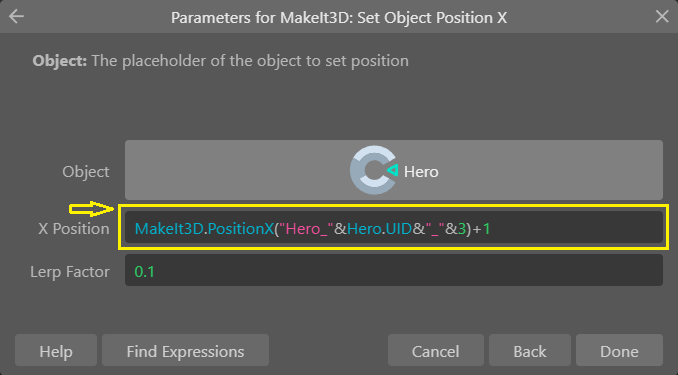 Parameters for MakeIt3D: Set Object Position X
Object: The placeholder of the object to set position
Object Hero
X Position MakeIt3D.PositionX("Hero_"&Hero.UID&"_"&3)+1
Lerp Factor 0.1
Help Find Expressions Cancel Back Done